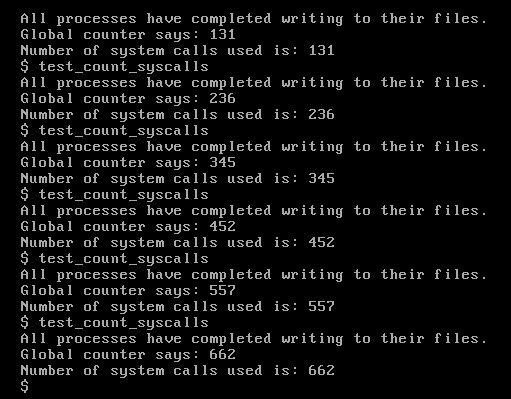 All processes have completed writing to their files.
Global counter says: 131
Number of system calls used is: 131
$ test_count_syscalls
All processes have completed writing to their files.
Global counter says: 236
Number of system calls used is: 236
$ test_count_syscalls
All processes have completed writing to their files.
Global counter says: 345
Number of system calls used is: 345
$ test_count_syscalls
All processes have completed writing to their files.
Global counter says: 452
Number of system calls used is: 452
$ test_count_syscalls
All processes have completed writing to their files.
Global counter says: 557
Number of system calls used is: 557
$ test_count_syscalls
All processes have completed writing to their files.
Global counter says: 662
Number of system calls used is: 662
$